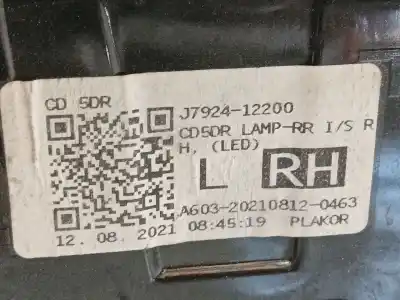 CD 5DR
J7924-12200
CD5DR LAMP-RR I/S R
H, (LED)
L RH
A603-20210812-0463
12. 08. 2021 08:45:19 PLAKOR